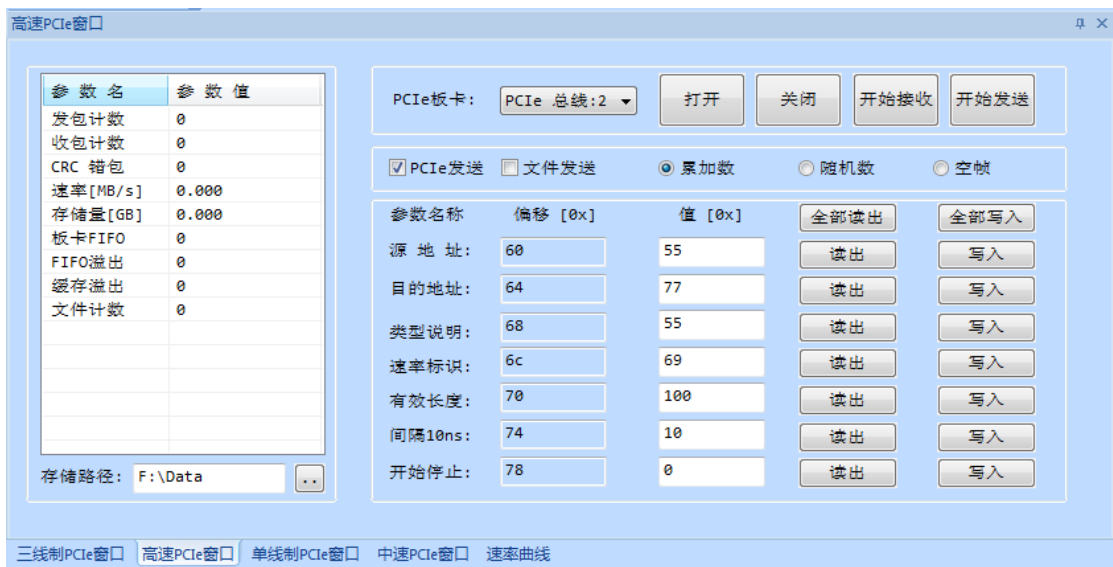 高速PCIe窗口
参 数 名 参 数 值
发包计数 0
收包计数 0
CRC 错包 0
速率[MB/s] 0.000
存储量[GB] 0.000
板卡FIFO 0
FIFO溢出 0
缓存溢出 0
文件计数 0
存储路径: F:\Data ..
PCIe板卡: PCIe 总线:2 打开 关闭 开始接收 开始发送
PCIe发送 文件发送 累加数 随机数 空帧
参数名称 偏移 [0x] 值 [0x] 全部读出 全部写入
源 地 址: 60 55 读出 写入
目的地址: 64 77 读出 写入
类型说明: 68 55 读出 写入
速率标识: 6c 69 读出 写入
有效长度: 70 100 读出 写入
间隔10ns: 74 10 读出 写入
开始停止: 78 0 读出 写入
三线制PCIe窗口 高速PCIe窗口 单线制PCIe窗口 中速PCIe窗口 速率曲线